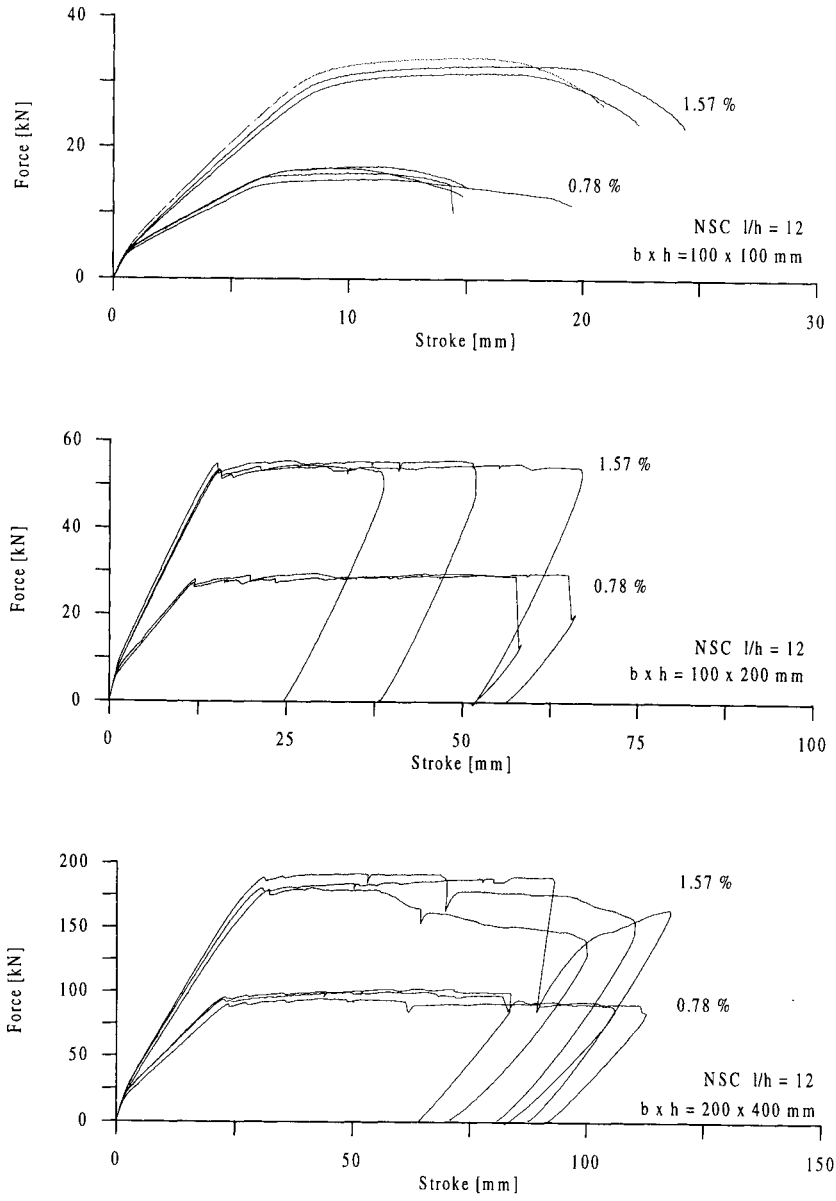 40
20
0
Force [kN]
1.57 %
0.78 %
NSC l/h = 12
b x h =100 x 100 mm
0
10
20
30
Stroke [mm]
60
40
20
0
Force [kN]
1.57 %
0.78 %
NSC l/h = 12
b x h = 100 x 200 mm
0
25
50
75
100
Stroke [mm]
200
150
100
50
0
Force [kN]
1.57 %
0.78 %
NSC l/h = 12
b x h = 200 x 400 mm
0
50
100
150
Stroke [mm]